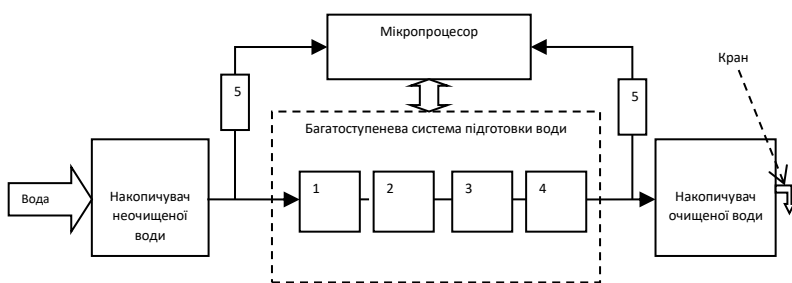 Мікропроцесор
Кран
5
5
Багатоступенева система підготовки води
Вода
Накопичувач
неочищеної
води
1
2
3
4
Накопичувач
очищеної води